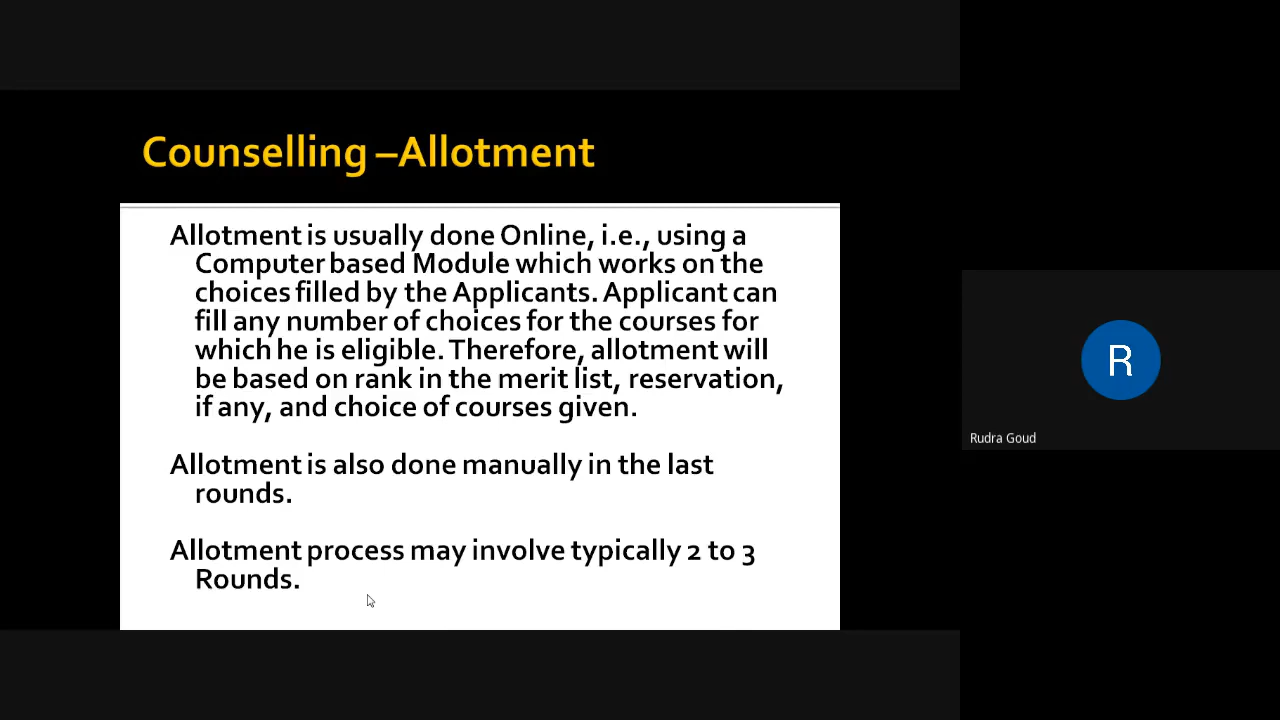 Counselling –Allotment
Allotment is usually done Online, i.e., using a
Computer based Module which works on the
choices filled by the Applicants. Applicant can
fill any number of choices for the courses for
which he is eligible. Therefore, allotment will
be based on rank in the merit list, reservation,
if any, and choice of courses given.
Allotment is also done manually in the last
rounds.
Allotment process may involve typically 2 to 3
Rounds.
R
Rudra Goud